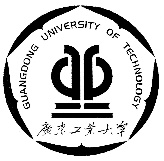 GUANGDONG UNIVERSITY OF TECHNOLOGY
廣東工業大學